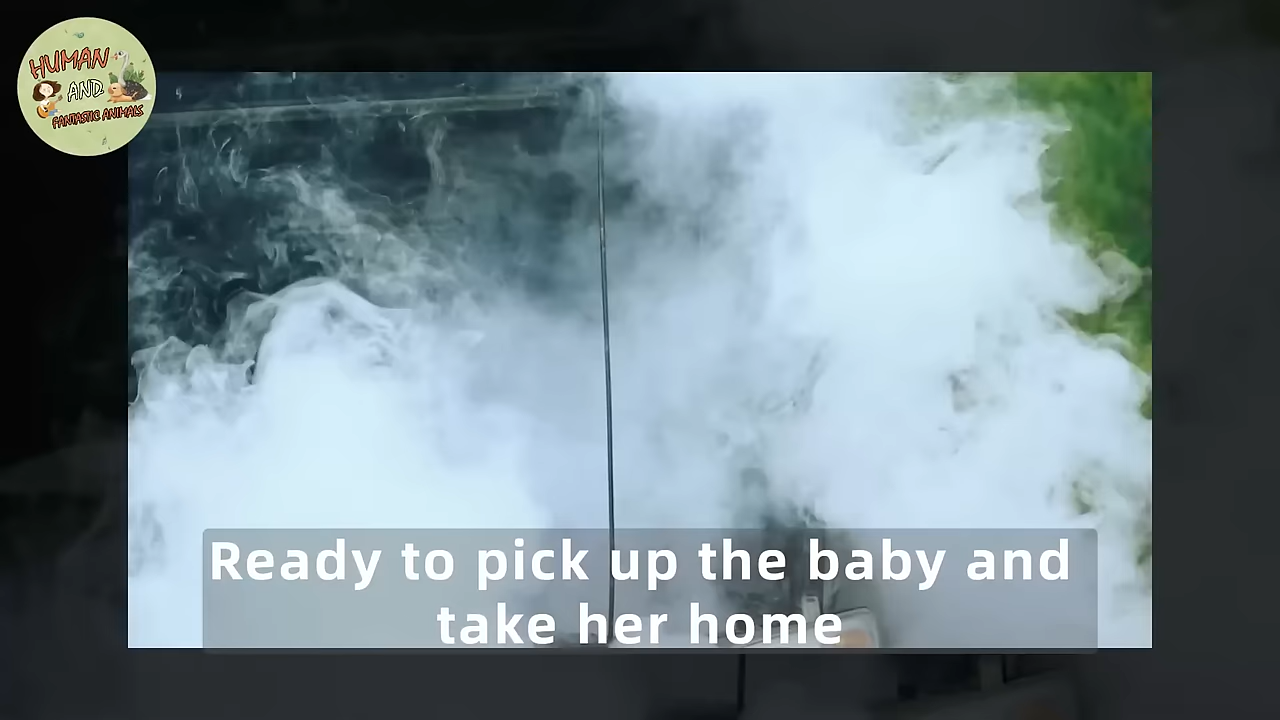 HUMAN
AND
FANTASTIC ANIMALS
Ready to pick up the baby and
take her home